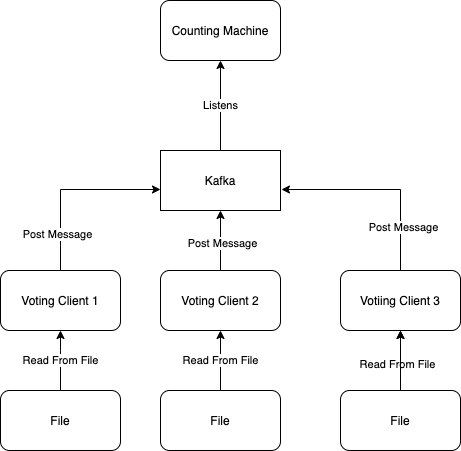 Counting Machine
Listens
Kafka
Post Message
Post Message
Post Message
Voting Client 1
Voting Client 2
Votiing Client 3
Read From File
Read From File
Read From File
File
File
File